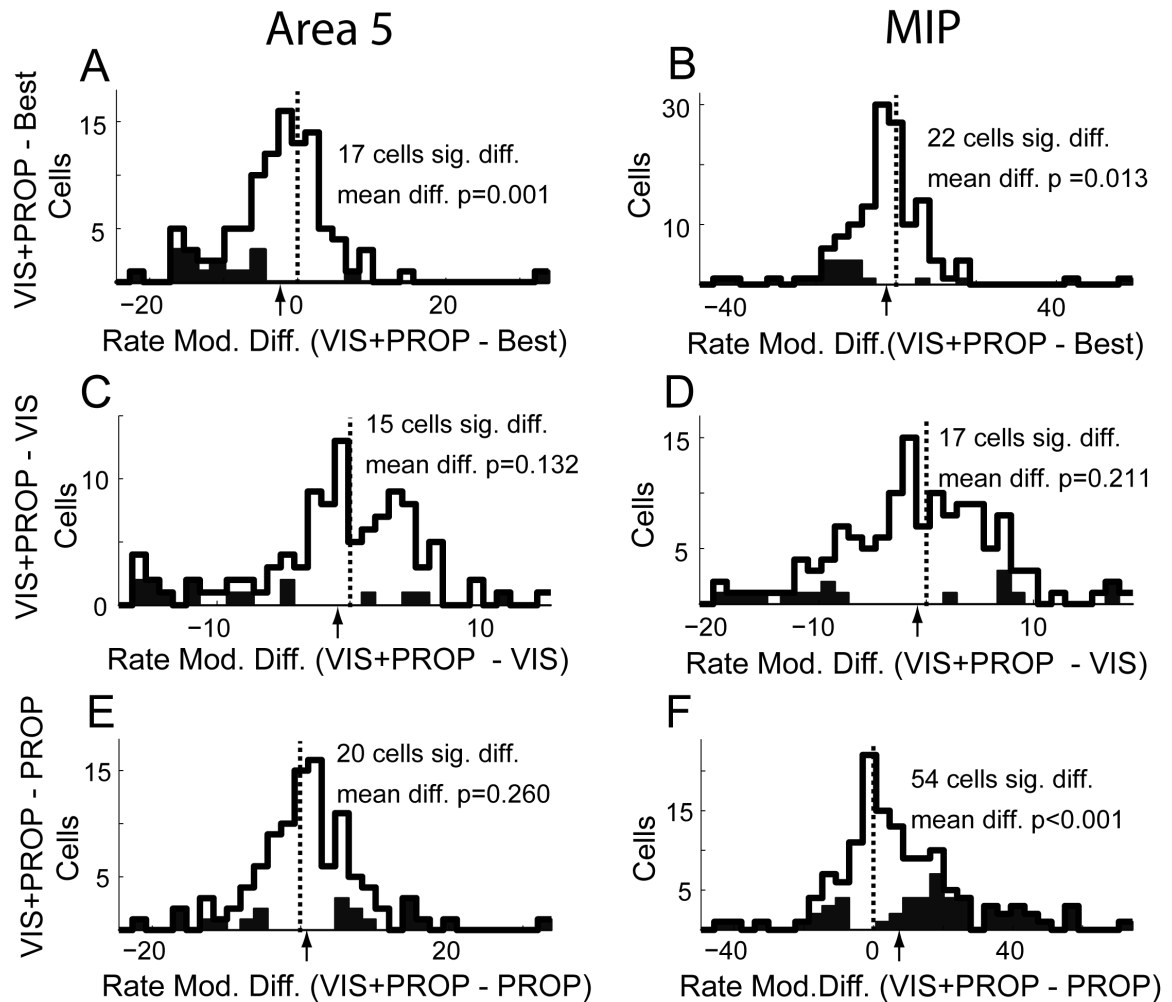 Area 5
MIP
A
VIS+PROP - Best
Cells
15
5
17 cells sig. diff.
mean diff. p=0.001
−20
0
20
Rate Mod. Diff. (VIS+PROP - Best)
B
Cells
30
10
22 cells sig. diff.
mean diff. p =0.013
−40
40
Rate Mod. Diff.(VIS+PROP - Best)
C
VIS+PROP - VIS
Cells
10
0
15 cells sig. diff.
mean diff. p=0.132
−10
10
Rate Mod. Diff. (VIS+PROP - VIS)
D
Cells
15
5
17 cells sig. diff.
mean diff. p=0.211
−20
−10
10
Rate Mod. Diff. (VIS+PROP - VIS)
E
VIS+PROP - PROP
Cells
15
5
20 cells sig. diff.
mean diff. p=0.260
−20
20
Rate Mod. Diff. (VIS+PROP - PROP)
F
Cells
15
5
54 cells sig. diff.
mean diff. p<0.001
−40
0
40
Rate Mod.Diff. (VIS+PROP - PROP)